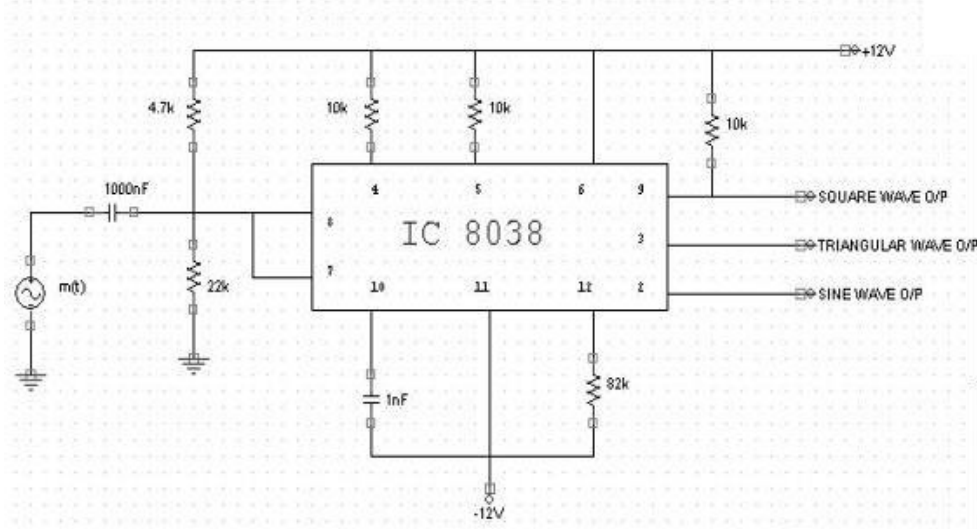 +12V
4.7k
10k
10k
10k
1000nF
4 5 6 9
SQUARE WAVE O/P
8
IC 8038
3
TRIANGULAR WAVE O/P
7
m(t)
22k
10 11 12 2
SINE WAVE O/P
1nF
82k
-12V